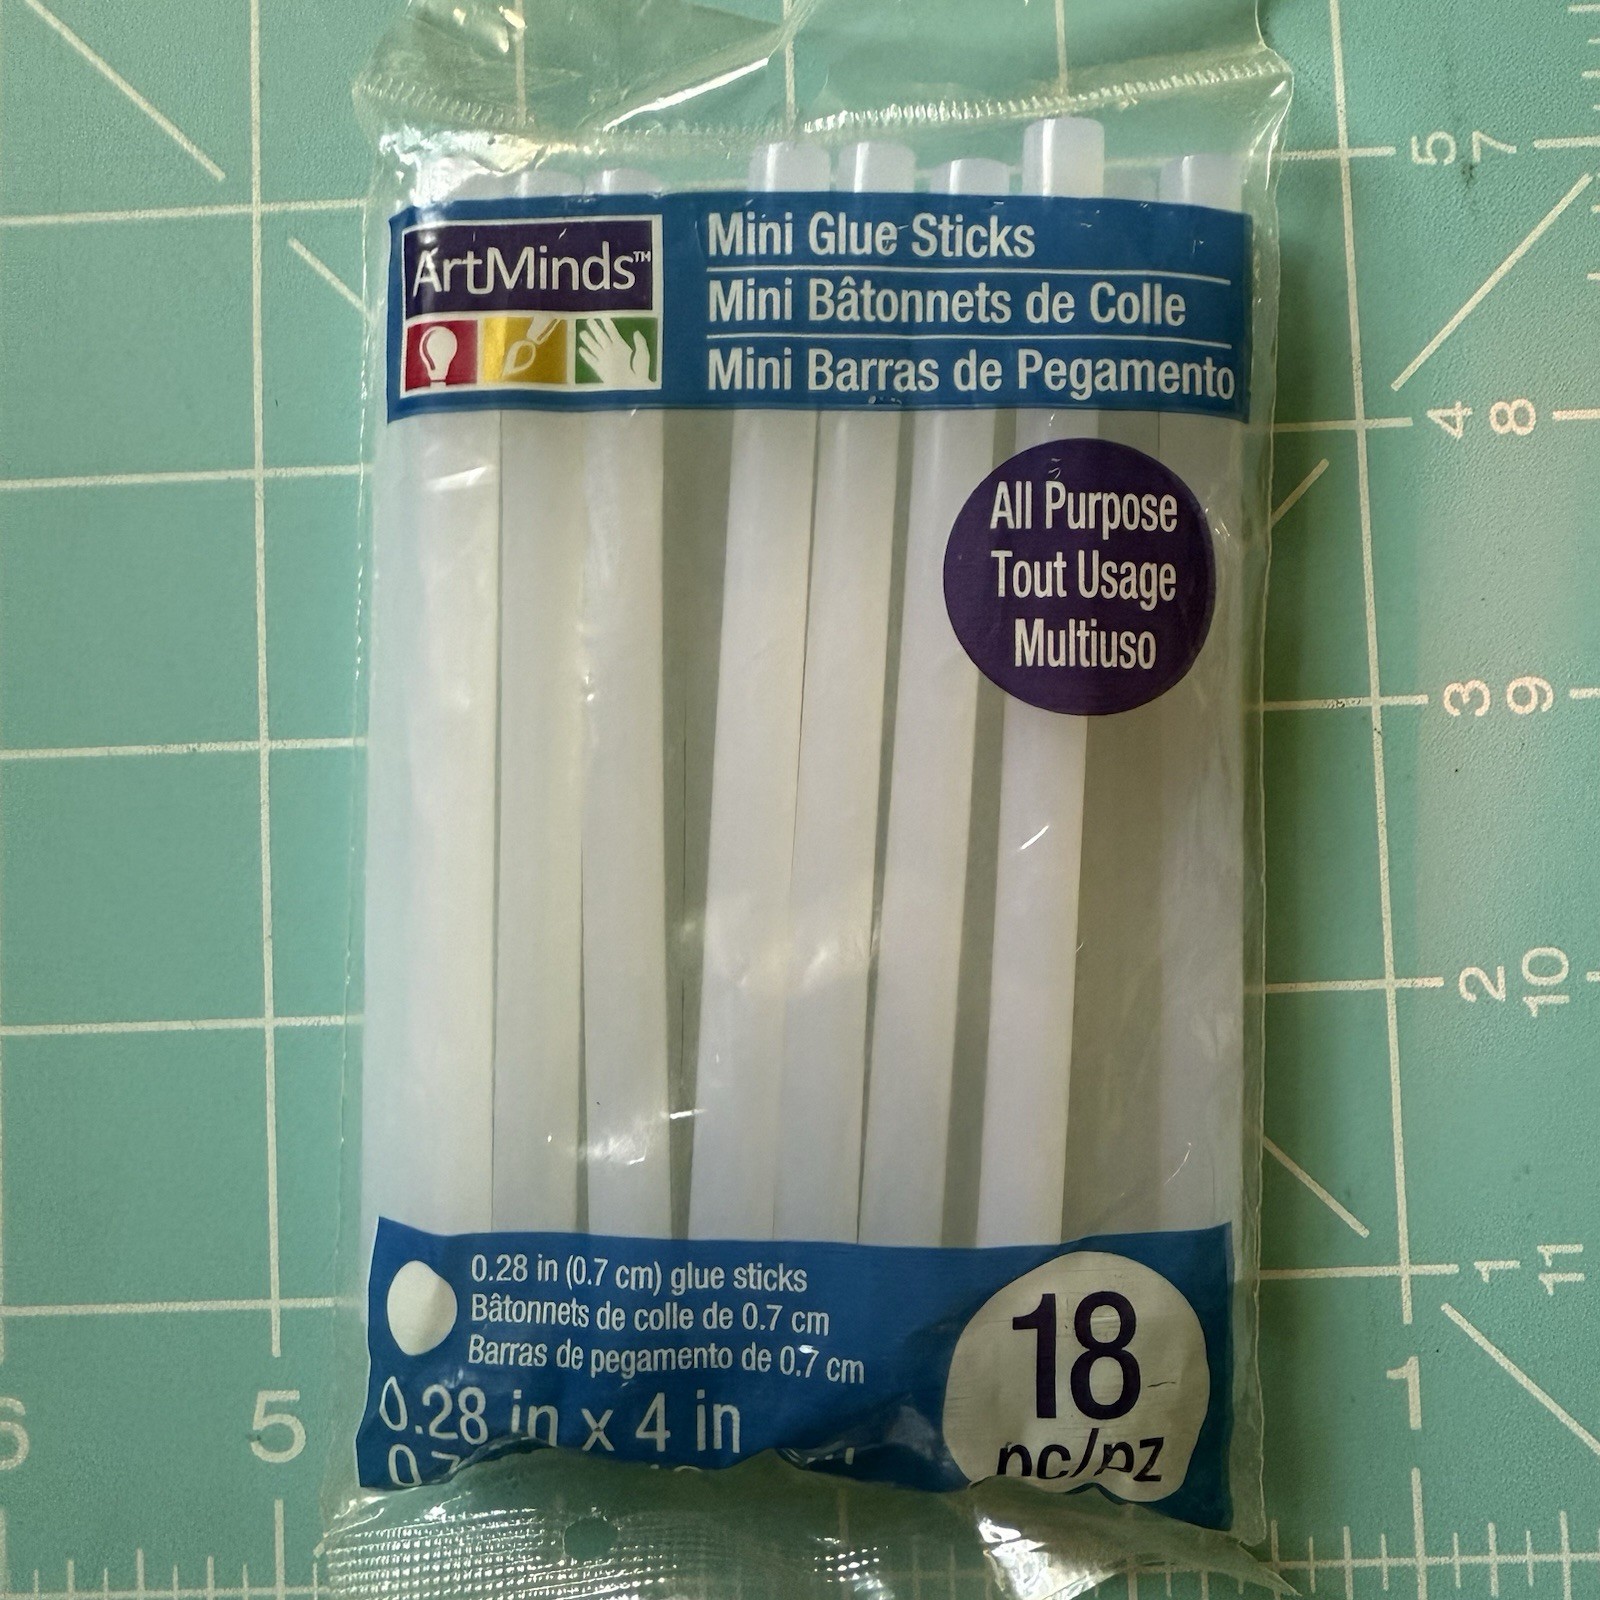 ArtMinds™
Mini Glue Sticks
Mini Bâtonnets de Colle
Mini Barras de Pegamento
All Purpose
Tout Usage
Multiuso
0.28 in (0.7 cm) glue sticks
Bâtonnets de colle de 0.7 cm
Barras de pegamento de 0.7 cm
0.28 in x 4 in
18
pc/pz
5 7
4 8
3 9
2 10
1 11
6 5 1